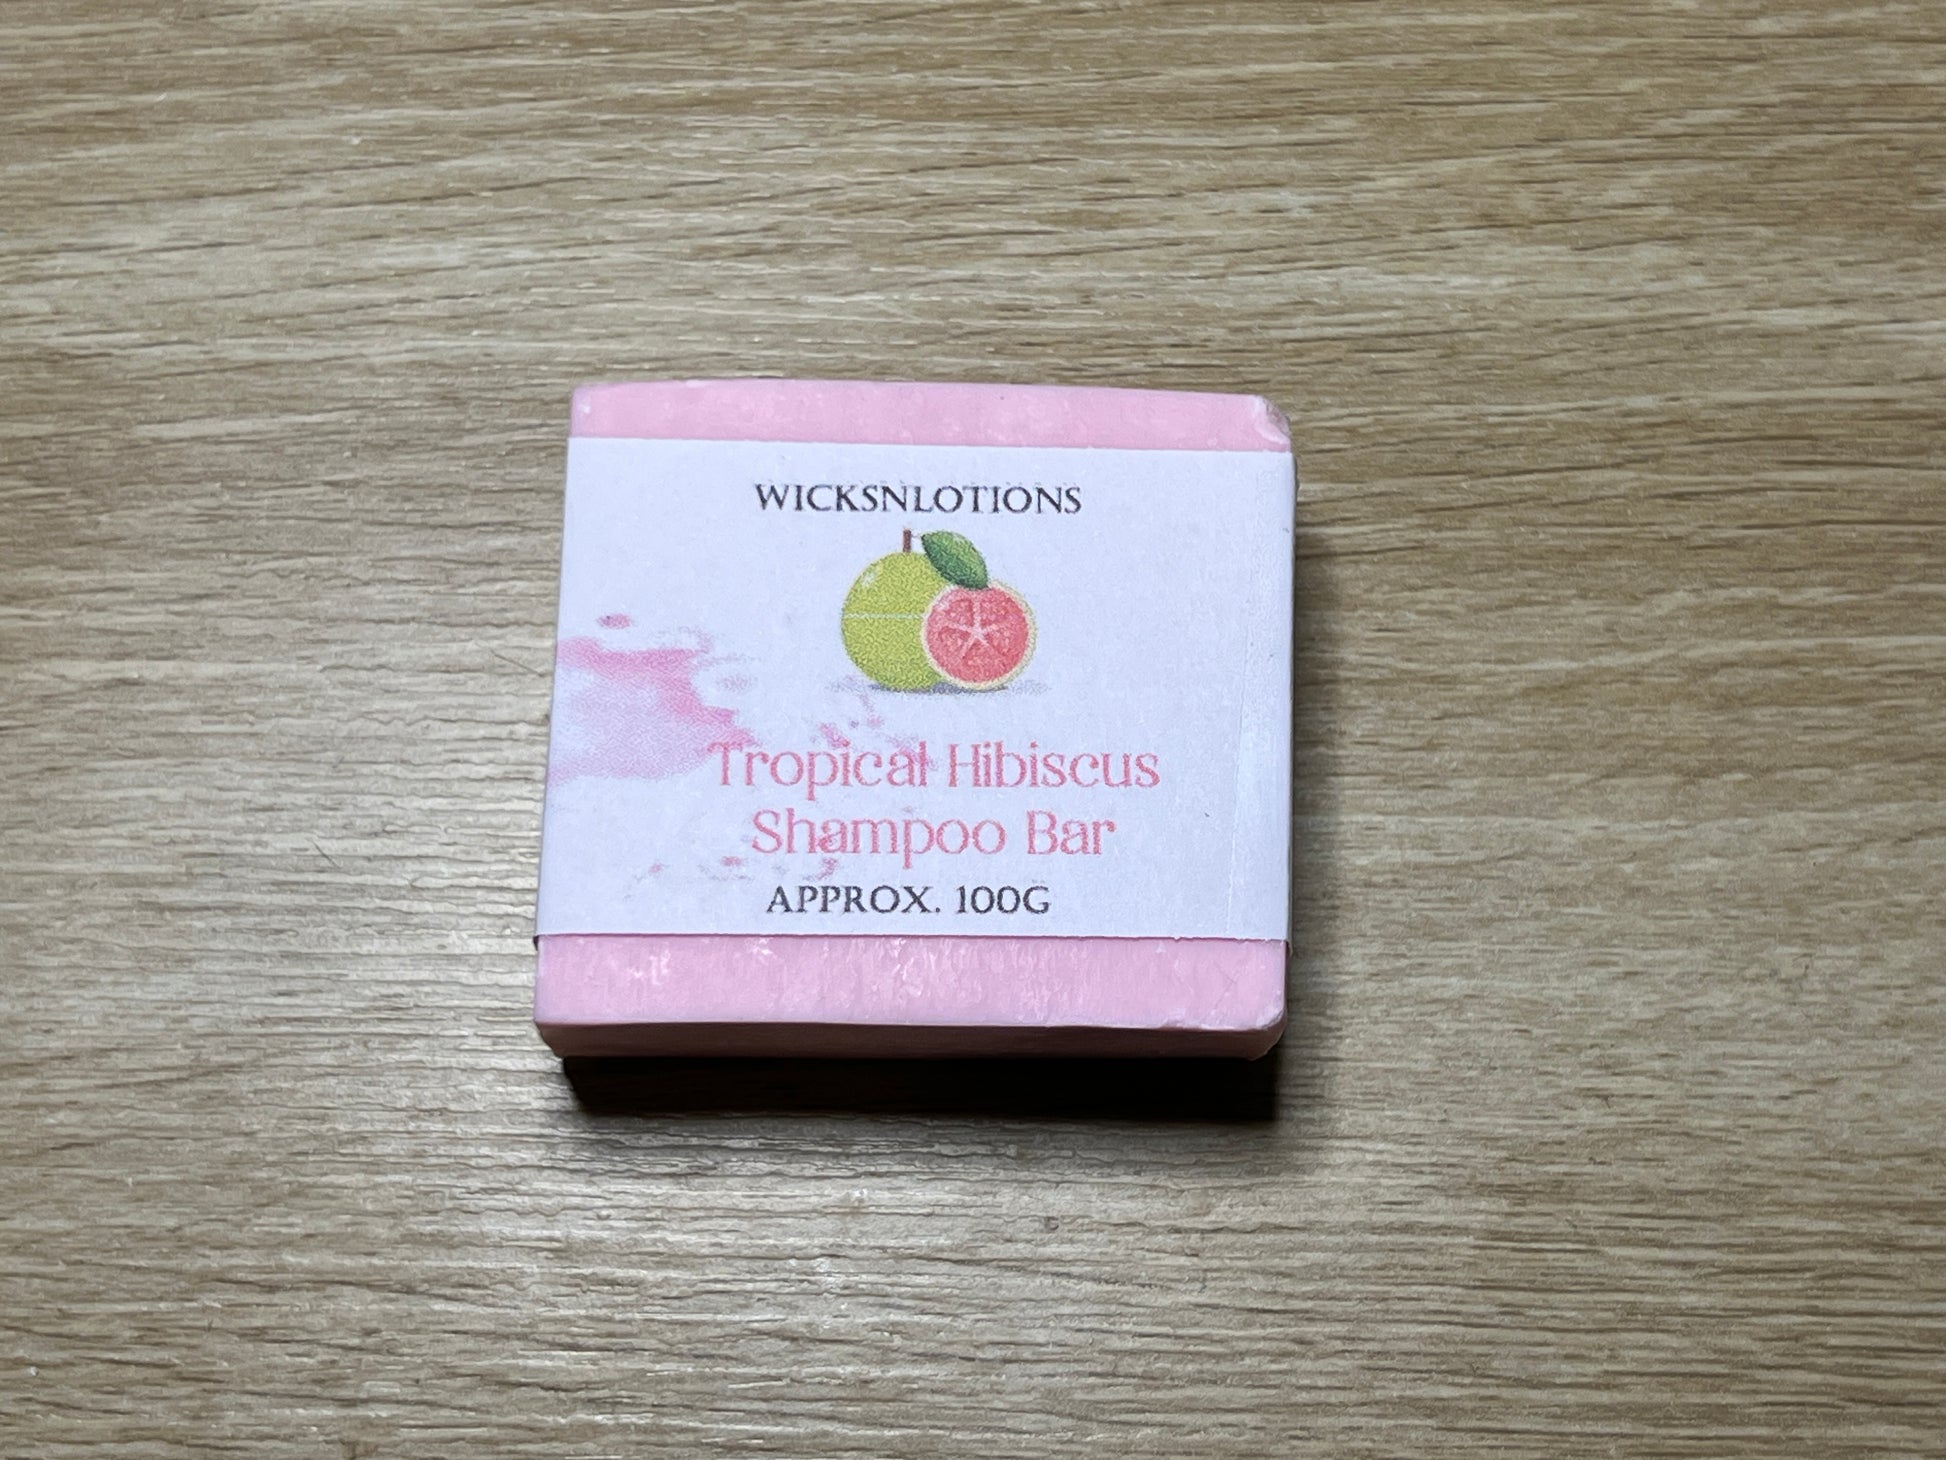 WICKSNLOTIONS
Tropical Hibiscus
Shampoo Bar
APPROX. 100G